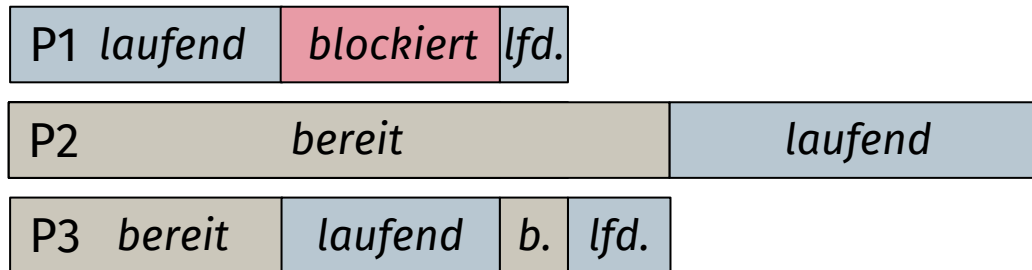 P1 laufend blockiert lfd.
P2 bereit laufend
P3 bereit laufend b. lfd.